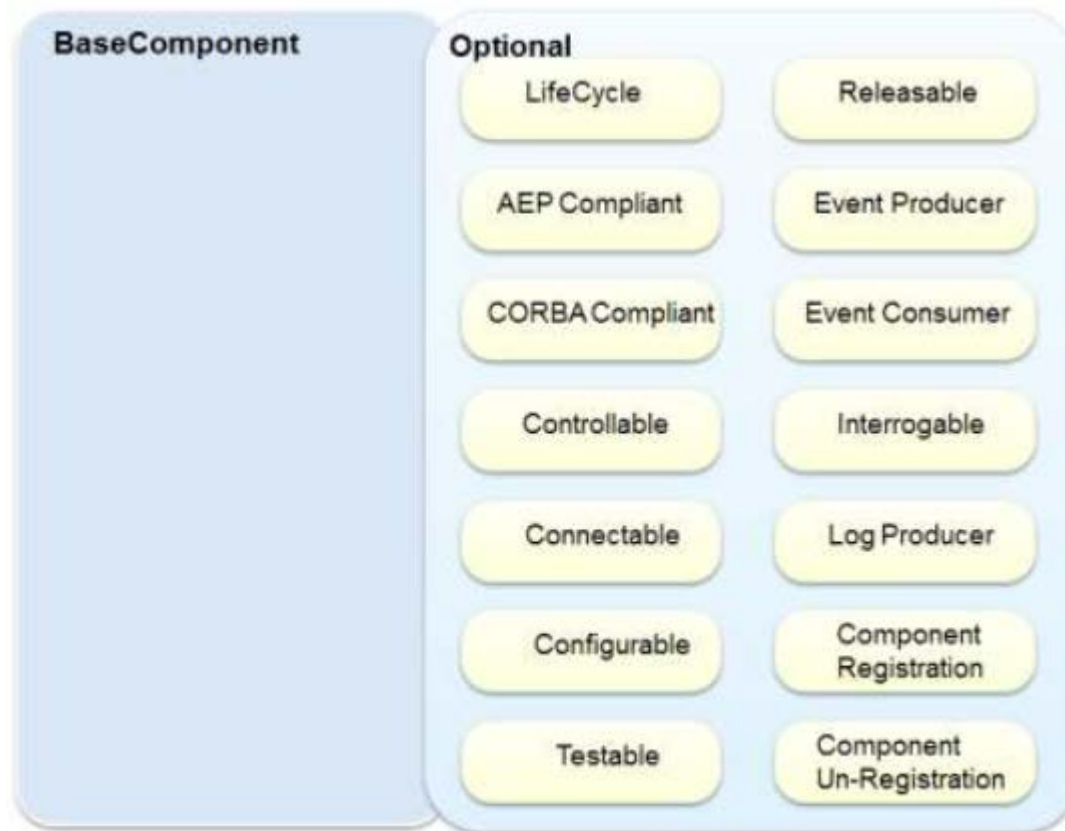 BaseComponent
Optional
LifeCycle
Releasable
AEP Compliant
Event Producer
CORBA Compliant
Event Consumer
Controllable
Interrogable
Connectable
Log Producer
Configurable
Component
Registration
Testable
Component
Un-Registration